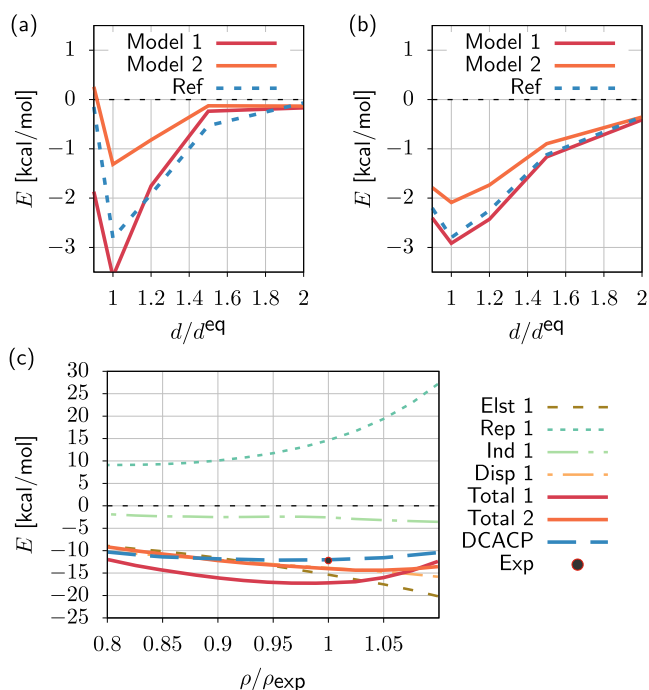 (a)
Model 1
Model 2
Ref
E [kcal/mol]
1
0
−1
−2
−3
1 1.2 1.4 1.6 1.8 2
d/d^eq
(b)
Model 1
Model 2
Ref
E [kcal/mol]
1
0
−1
−2
−3
1 1.2 1.4 1.6 1.8 2
d/d^eq
(c)
E [kcal/mol]
30
25
20
15
10
5
0
−5
−10
−15
−20
−25
0.8 0.85 0.9 0.95 1 1.05
ρ/ρexp
Elst 1
Rep 1
Ind 1
Disp 1
Total 1
Total 2
DCACP
Exp